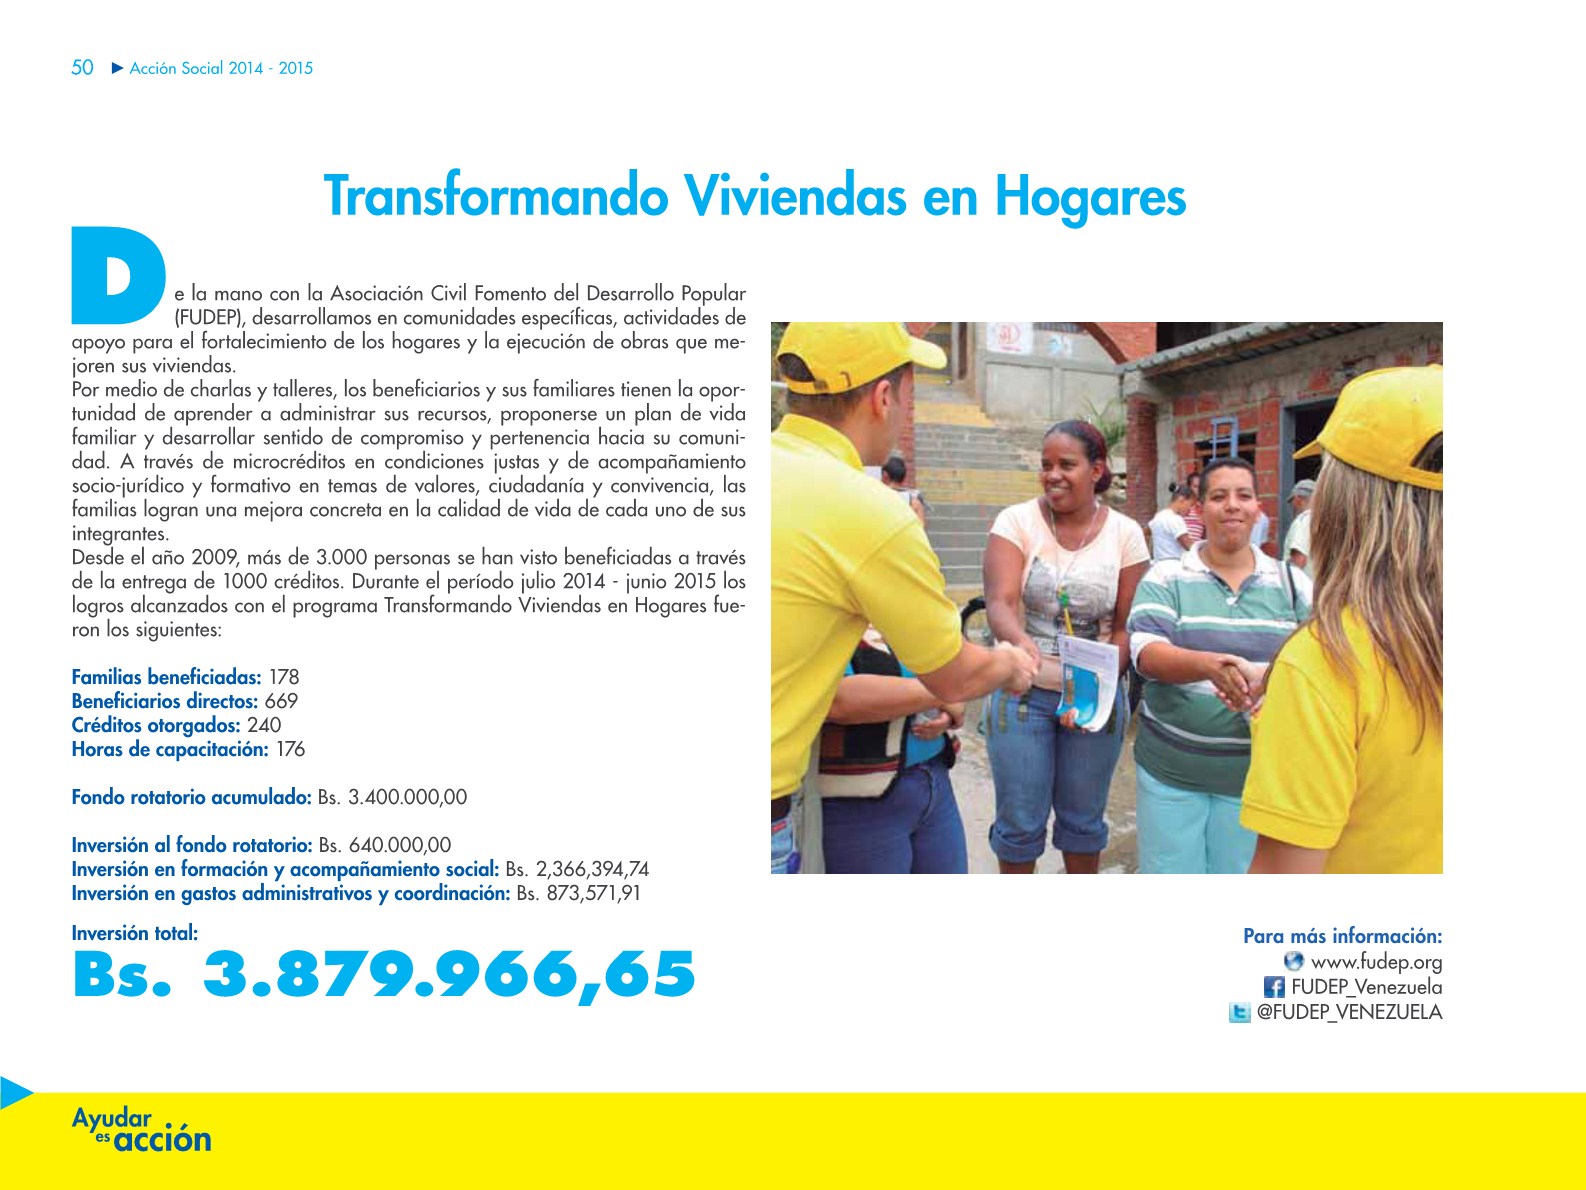 50 ▶ Acción Social 2014 - 2015
Transformando Viviendas en Hogares
De la mano con la Asociación Civil Fomento del Desarrollo Popular
(FUDEP), desarrollamos en comunidades específicas, actividades de
apoyo para el fortalecimiento de los hogares y la ejecución de obras que me-
joren sus viviendas.
Por medio de charlas y talleres, los beneficiarios y sus familiares tienen la opor-
tunidad de aprender a administrar sus recursos, proponerse un plan de vida
familiar y desarrollar sentido de compromiso y pertenencia hacia su comuni-
dad. A través de microcréditos en condiciones justas y de acompañamiento
socio-jurídico y formativo en temas de valores, ciudadanía y convivencia, las
familias logran una mejora concreta en la calidad de vida de cada uno de sus
integrantes.
Desde el año 2009, más de 3.000 personas se han visto beneficiadas a través
de la entrega de 1000 créditos. Durante el período julio 2014 - junio 2015 los
logros alcanzados con el programa Transformando Viviendas en Hogares fue-
ron los siguientes:
Familias beneficiadas: 178
Beneficiarios directos: 669
Créditos otorgados: 240
Horas de capacitación: 176
Fondo rotatorio acumulado: Bs. 3.400.000,00
Inversión al fondo rotatorio: Bs. 640.000,00
Inversión en formación y acompañamiento social: Bs. 2,366,394,74
Inversión en gastos administrativos y coordinación: Bs. 873,571,91
Inversión total:
Bs. 3.879.966,65
Para más información:
www.fudep.org
FUDEP_Venezuela
@FUDEP_VENEZUELA
Ayudar
es acción